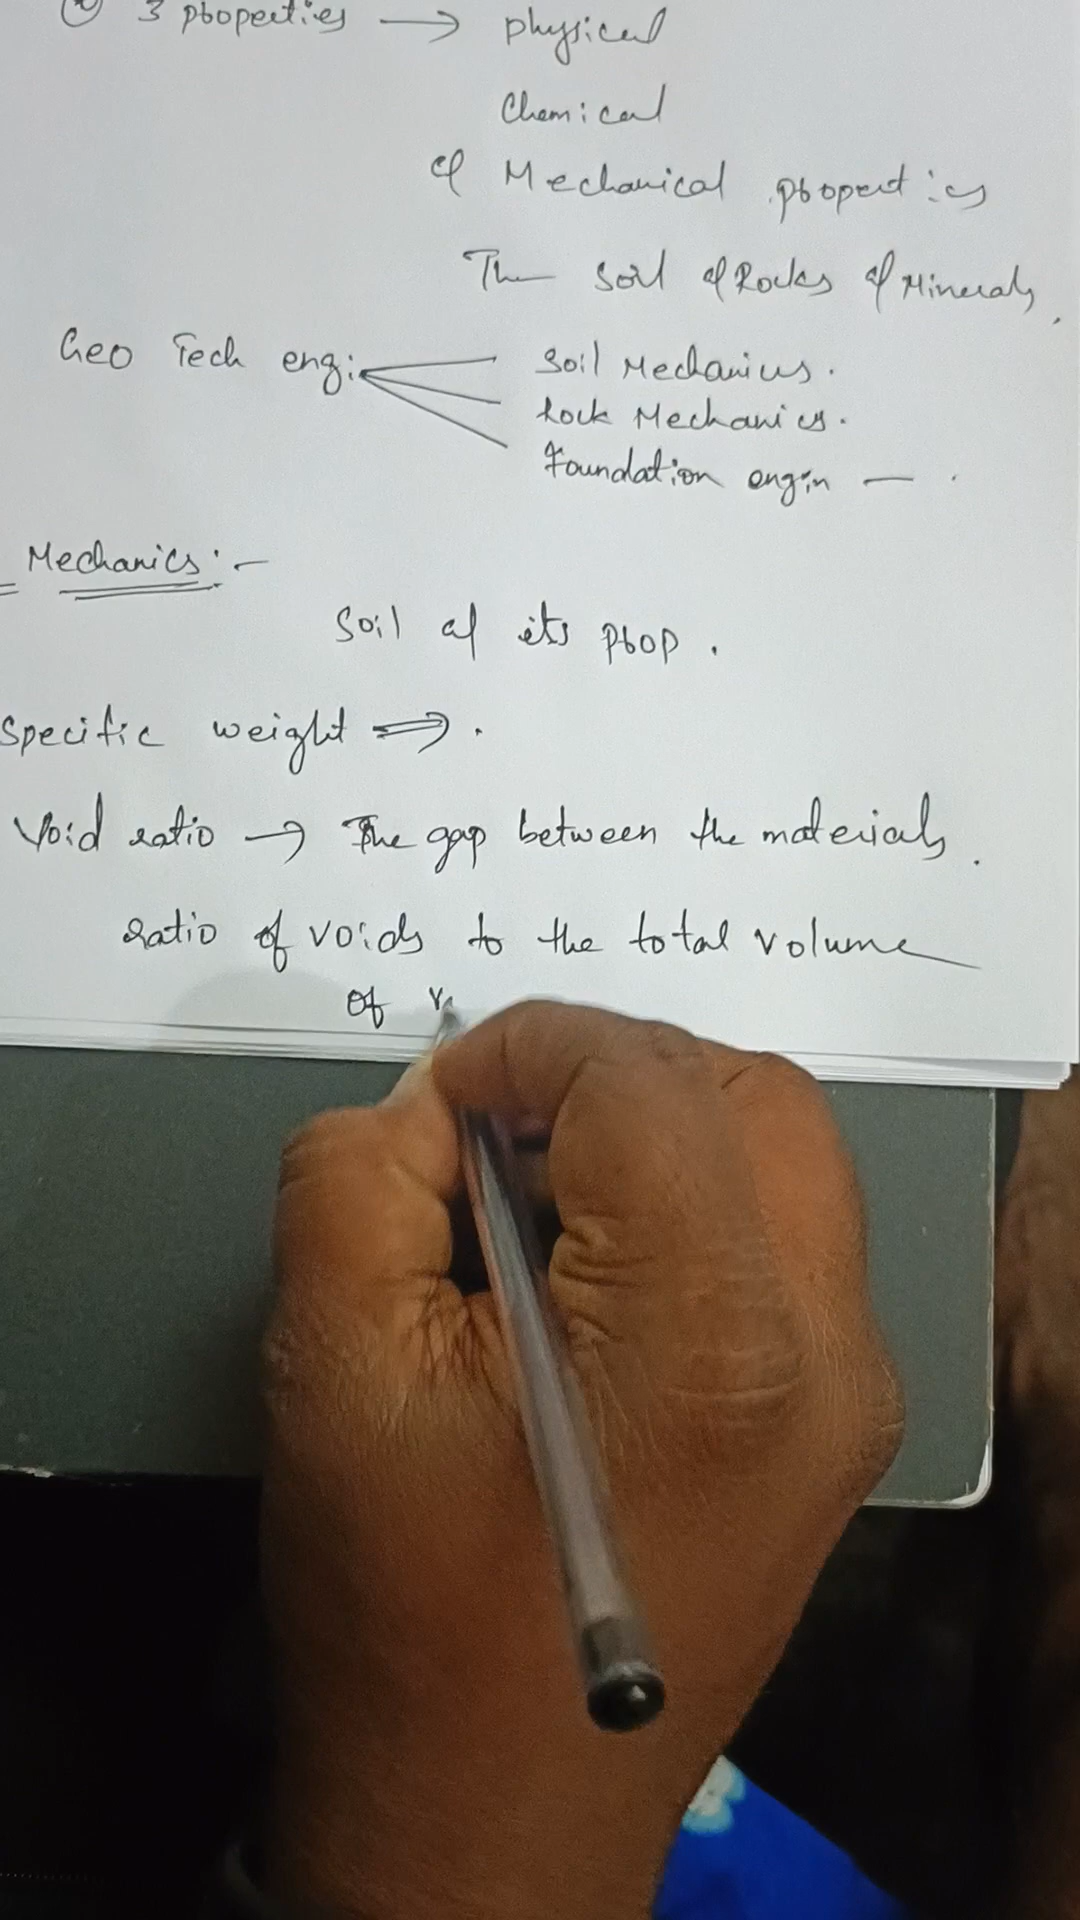 ② 3 properties → physical
Chemical
& Mechanical properties
The soil & Rocks & Minerals.
Geo Tech eng: Soil Mechanics.
Rock Mechanics.
Foundation engin — .
Mechanics:-
Soil & its prop.
Specific weight ⇒.
Void ratio → The gap between the materials.
ratio of voids to the total volume
of